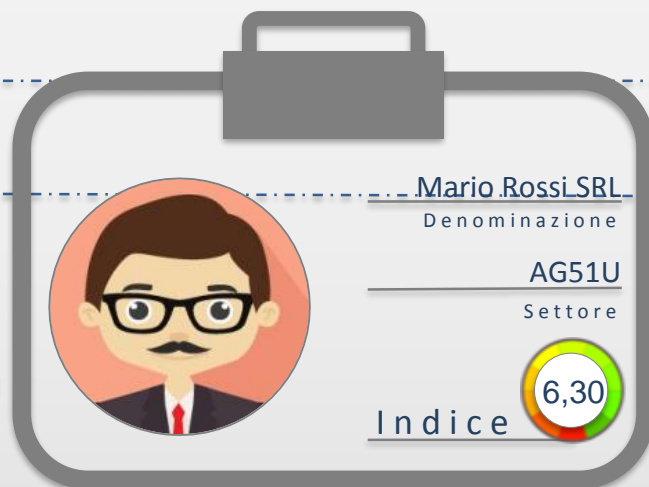 Mario Rossi SRL
Denominazione
AG51U
Settore
6,30
Indice